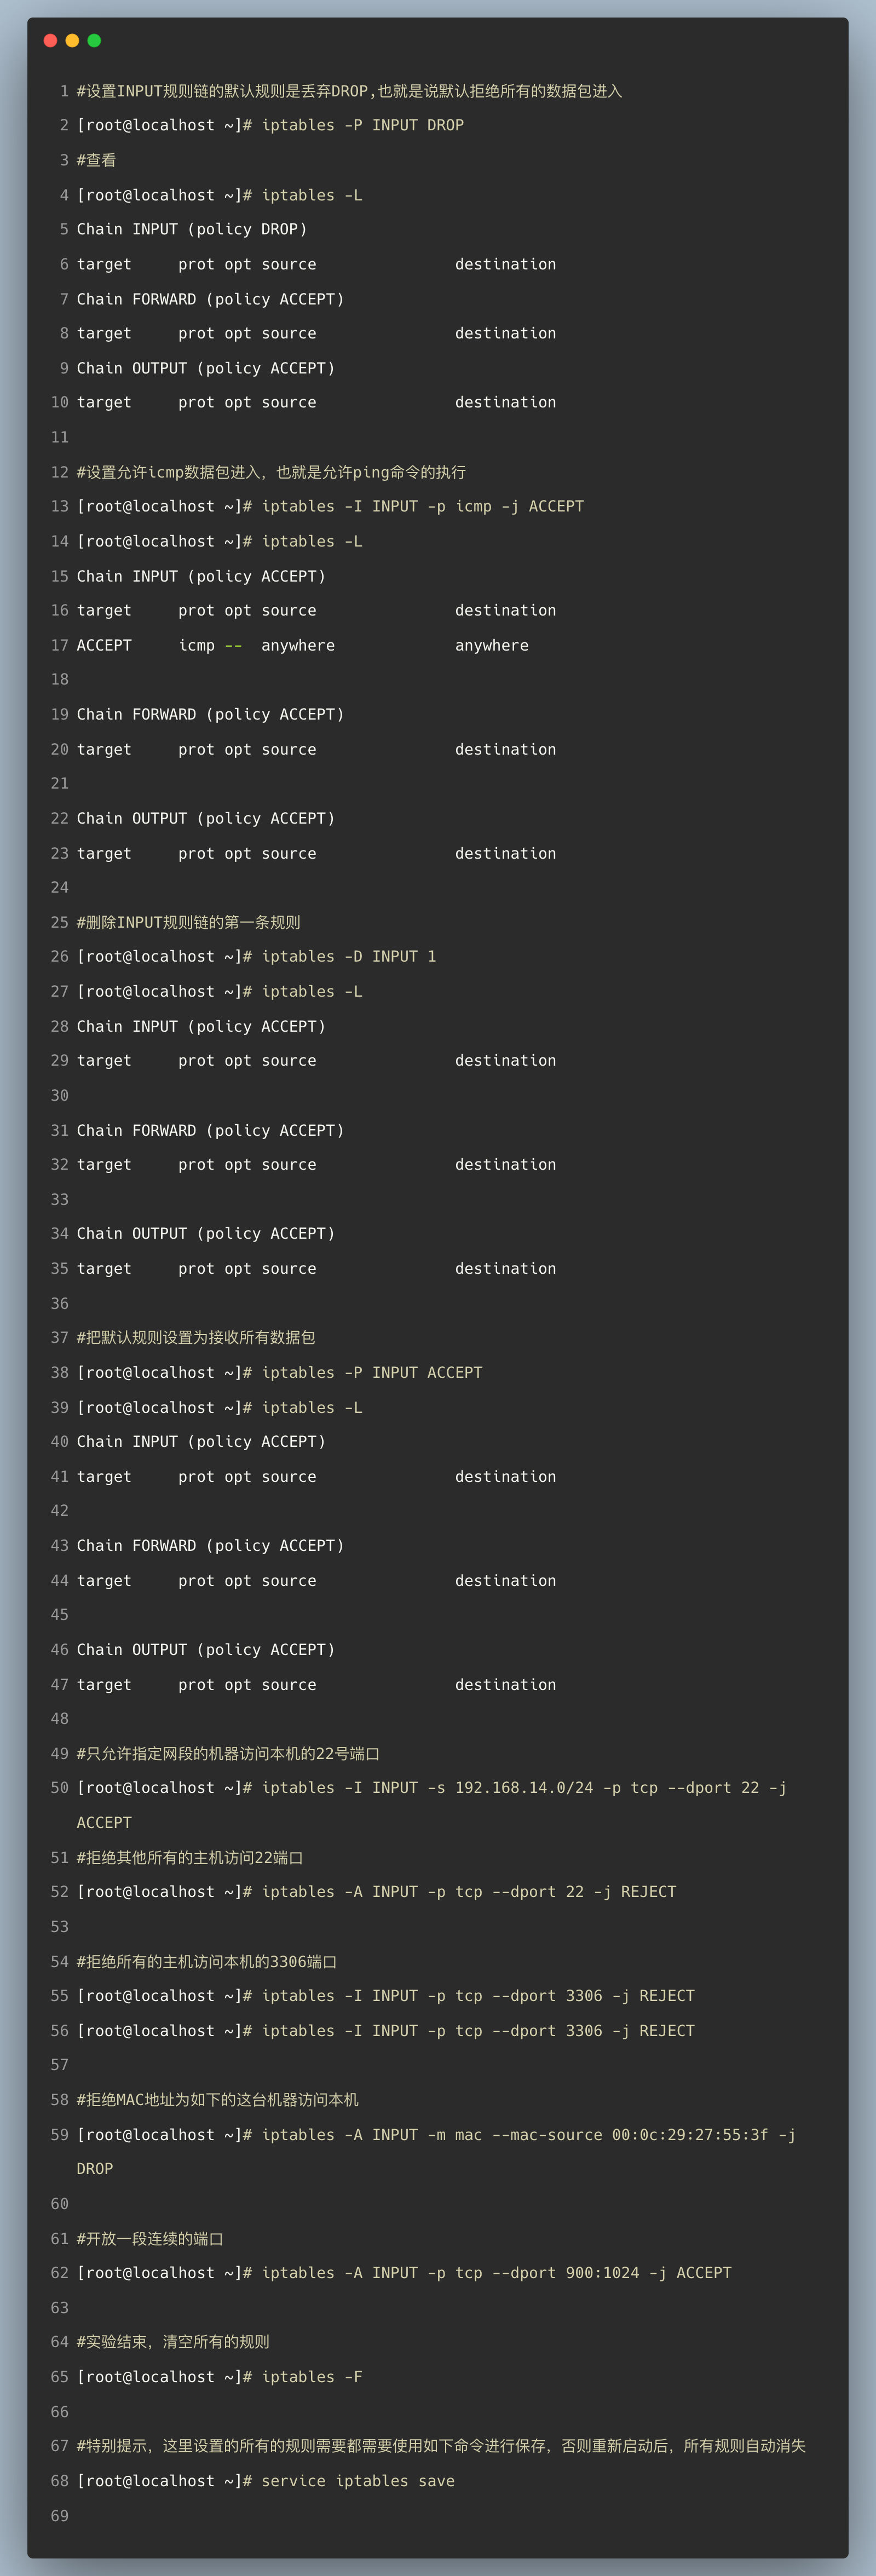 1 #设置INPUT规则链的默认规则是丢弃DROP,也就是说默认拒绝所有的数据包进入
2 [root@localhost ~]# iptables -P INPUT DROP
3 #查看
4 [root@localhost ~]# iptables -L
5 Chain INPUT (policy DROP)
6 target     prot opt source               destination
7 Chain FORWARD (policy ACCEPT)
8 target     prot opt source               destination
9 Chain OUTPUT (policy ACCEPT)
10 target     prot opt source               destination
11
12 #设置允许icmp数据包进入，也就是允许ping命令的执行
13 [root@localhost ~]# iptables -I INPUT -p icmp -j ACCEPT
14 [root@localhost ~]# iptables -L
15 Chain INPUT (policy ACCEPT)
16 target     prot opt source               destination
17 ACCEPT     icmp --  anywhere             anywhere
18
19 Chain FORWARD (policy ACCEPT)
20 target     prot opt source               destination
21
22 Chain OUTPUT (policy ACCEPT)
23 target     prot opt source               destination
24
25 #删除INPUT规则链的第一条规则
26 [root@localhost ~]# iptables -D INPUT 1
27 [root@localhost ~]# iptables -L
28 Chain INPUT (policy ACCEPT)
29 target     prot opt source               destination
30
31 Chain FORWARD (policy ACCEPT)
32 target     prot opt source               destination
33
34 Chain OUTPUT (policy ACCEPT)
35 target     prot opt source               destination
36
37 #把默认规则设置为接收所有数据包
38 [root@localhost ~]# iptables -P INPUT ACCEPT
39 [root@localhost ~]# iptables -L
40 Chain INPUT (policy ACCEPT)
41 target     prot opt source               destination
42
43 Chain FORWARD (policy ACCEPT)
44 target     prot opt source               destination
45
46 Chain OUTPUT (policy ACCEPT)
47 target     prot opt source               destination
48
49 #只允许指定网段的机器访问本机的22号端口
50 [root@localhost ~]# iptables -I INPUT -s 192.168.14.0/24 -p tcp --dport 22 -j
ACCEPT
51 #拒绝其他所有的主机访问22端口
52 [root@localhost ~]# iptables -A INPUT -p tcp --dport 22 -j REJECT
53
54 #拒绝所有的主机访问本机的3306端口
55 [root@localhost ~]# iptables -I INPUT -p tcp --dport 3306 -j REJECT
56 [root@localhost ~]# iptables -I INPUT -p tcp --dport 3306 -j REJECT
57
58 #拒绝MAC地址为如下的这台机器访问本机
59 [root@localhost ~]# iptables -A INPUT -m mac --mac-source 00:0c:29:27:55:3f -j
DROP
60
61 #开放一段连续的端口
62 [root@localhost ~]# iptables -A INPUT -p tcp --dport 900:1024 -j ACCEPT
63
64 #实验结束，清空所有的规则
65 [root@localhost ~]# iptables -F
66
67 #特别提示，这里设置的所有的规则需要都需要使用如下命令进行保存，否则重新启动后，所有规则自动消失
68 [root@localhost ~]# service iptables save
69